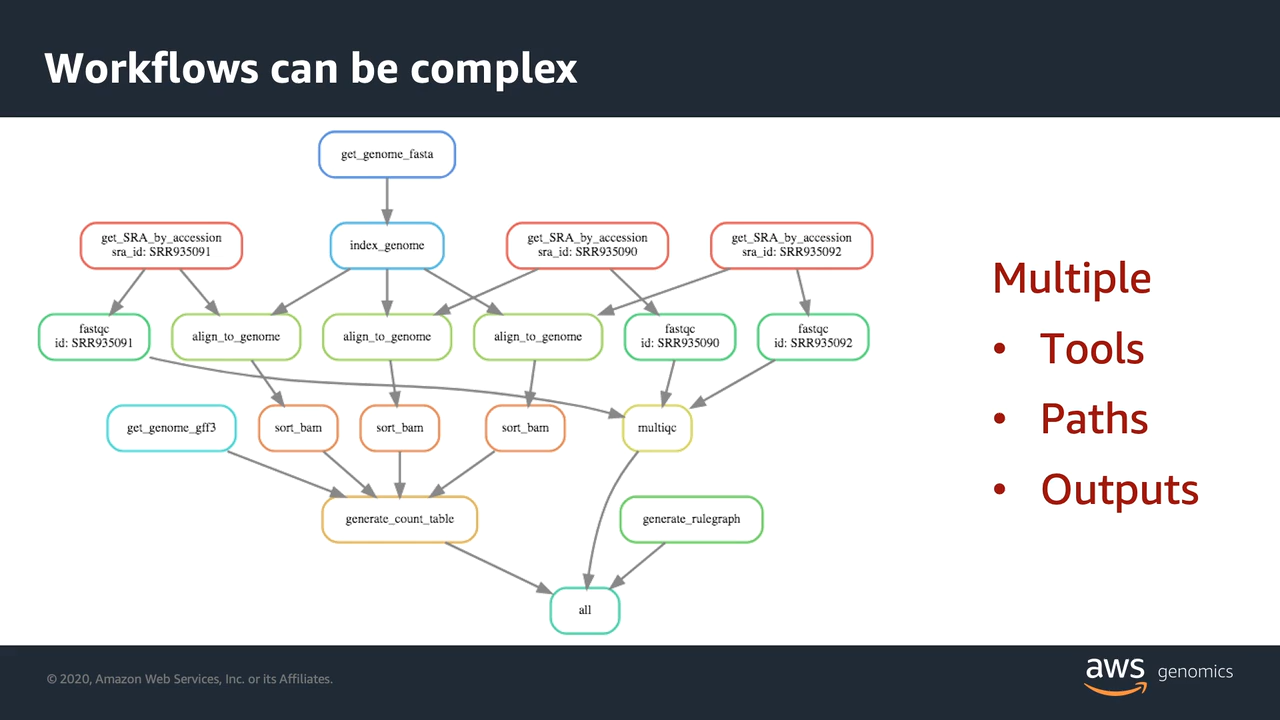 Workflows can be complex
get_genome_fasta
get_SRA_by_accession
sra_id: SRR935091
index_genome
get_SRA_by_accession
sra_id: SRR935090
get_SRA_by_accession
sra_id: SRR935092
fastqc
id: SRR935091
align_to_genome
align_to_genome
align_to_genome
fastqc
id: SRR935090
fastqc
id: SRR935092
get_genome_gff3
sort_bam
sort_bam
sort_bam
multiqc
generate_count_table
generate_rulegraph
all
Multiple
• Tools
• Paths
• Outputs
© 2020, Amazon Web Services, Inc. or its Affiliates.
aws genomics